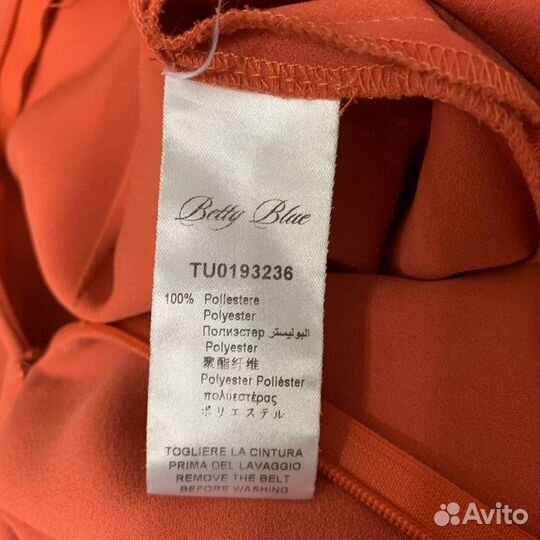 Betty Blue
TU0193236
100% Poliestere
Polyester
Полиэстер البوليستر
Polyester
聚酯纤维
Polyester Poliéster
πολυεστέρας
ポリエステル
TOGLIERE LA CINTURA
PRIMA DEL LAVAGGIO
REMOVE THE BELT
BEFORE WASHING
Avito